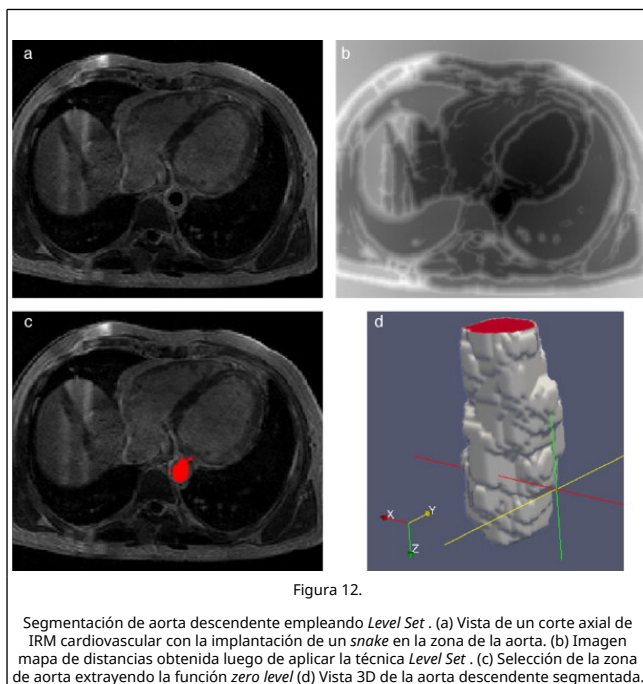 a
b
c
d
X
Y
Z
Figura 12.
Segmentación de aorta descendente empleando Level Set . (a) Vista de un corte axial de
IRM cardiovascular con la implantación de un snake en la zona de la aorta. (b) Imagen
mapa de distancias obtenida luego de aplicar la técnica Level Set . (c) Selección de la zona
de aorta extrayendo la función zero level (d) Vista 3D de la aorta descendente segmentada.